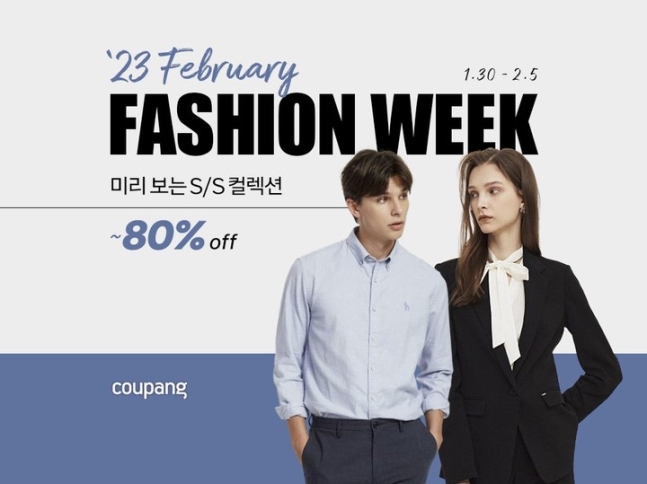 '23 February
1.30 - 2.5
FASHION WEEK
미리 보는 S/S 컬렉션
~80% off
coupang